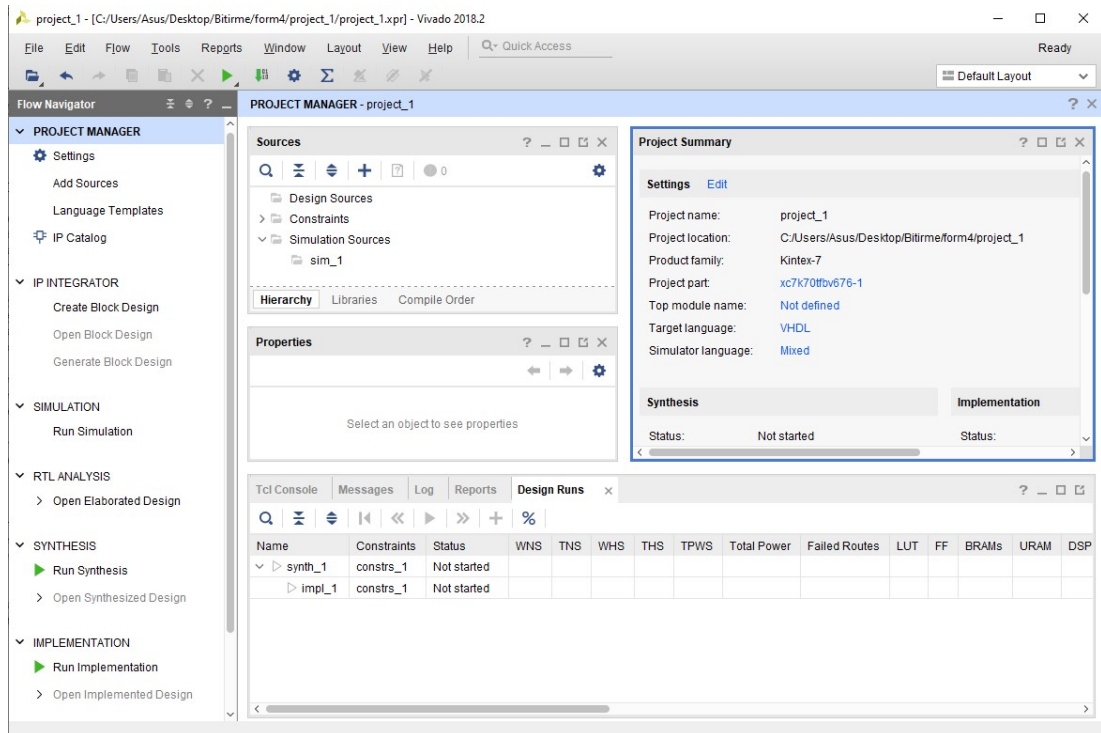 project_1 - [C:/Users/Asus/Desktop/Bitirme/form4/project_1/project_1.xpr] - Vivado 2018.2
File Edit Flow Tools Reports Window Layout View Help Quick Access Ready
Default Layout
Flow Navigator
PROJECT MANAGER
Settings
Add Sources
Language Templates
IP Catalog
IP INTEGRATOR
Create Block Design
Open Block Design
Generate Block Design
SIMULATION
Run Simulation
RTL ANALYSIS
Open Elaborated Design
SYNTHESIS
Run Synthesis
Open Synthesized Design
IMPLEMENTATION
Run Implementation
Open Implemented Design
PROJECT MANAGER - project_1
Sources
0
Design Sources
Constraints
Simulation Sources
sim_1
Hierarchy Libraries Compile Order
Properties
Select an object to see properties
Project Summary
Settings Edit
Project name: project_1
Project location: C:/Users/Asus/Desktop/Bitirme/form4/project_1
Product family: Kintex-7
Project part: xc7k70tfbv676-1
Top module name: Not defined
Target language: VHDL
Simulator language: Mixed
Synthesis Implementation
Status: Not started Status:
Tcl Console Messages Log Reports Design Runs
Name Constraints Status WNS TNS WHS THS TPWS Total Power Failed Routes LUT FF BRAMs URAM DSP
synth_1 constrs_1 Not started
impl_1 constrs_1 Not started